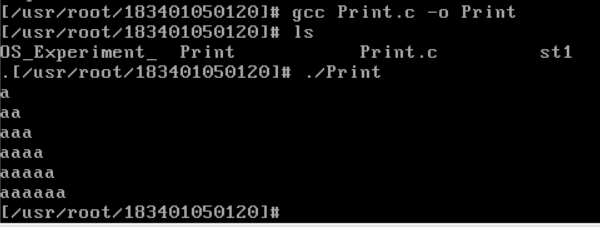 [/usr/root/183401050120]# gcc Print.c -o Print
[/usr/root/183401050120]# ls
OS_Experiment_  Print           Print.c         st1
.[/usr/root/183401050120]# ./Print
a
aa
aaa
aaaa
aaaaa
aaaaaa
[/usr/root/183401050120]#